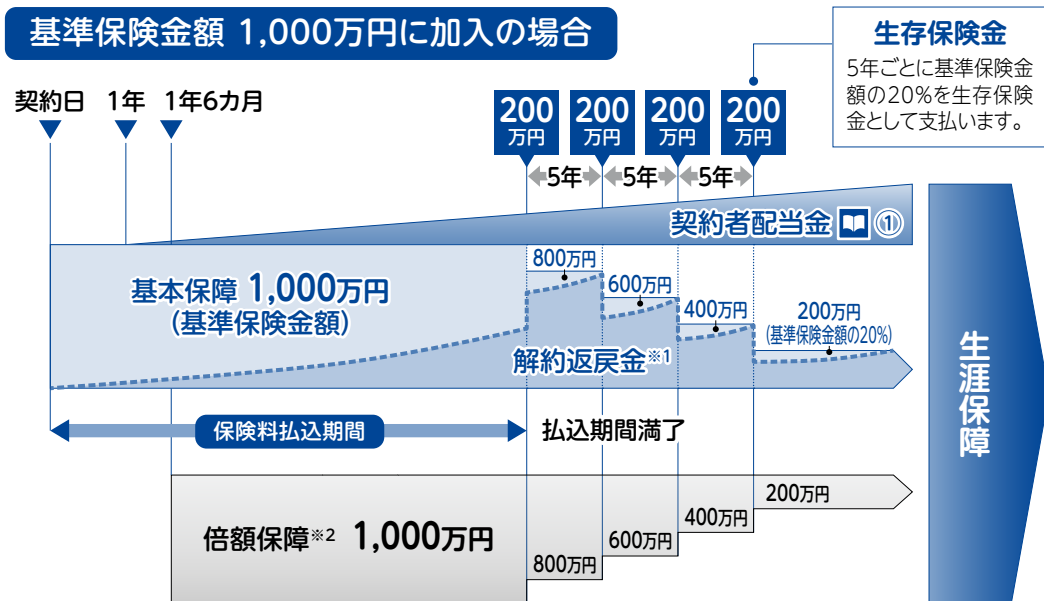 基準保険金額 1,000万円に加入の場合
生存保険金
5年ごとに基準保険金
額の20%を生存保険
金として支払います。
契約日 1年 1年6カ月
200 200 200 200
万円 万円 万円 万円
5年 5年 5年
契約者配当金 ①
800万円
基本保障 1,000万円
(基準保険金額)
600万円
400万円
200万円
(基準保険金額の20%)
解約返戻金※1
生涯保障
保険料払込期間
払込期間満了
倍額保障※2 1,000万円
800万円
600万円
400万円
200万円